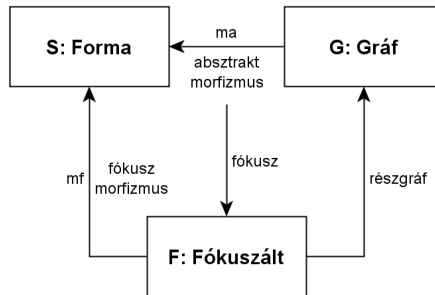 S: Forma
ma
absztrakt
morfizmus
G: Gráf
mf
fókusz
morfizmus
fókusz
részgráf
F: Fókuszált